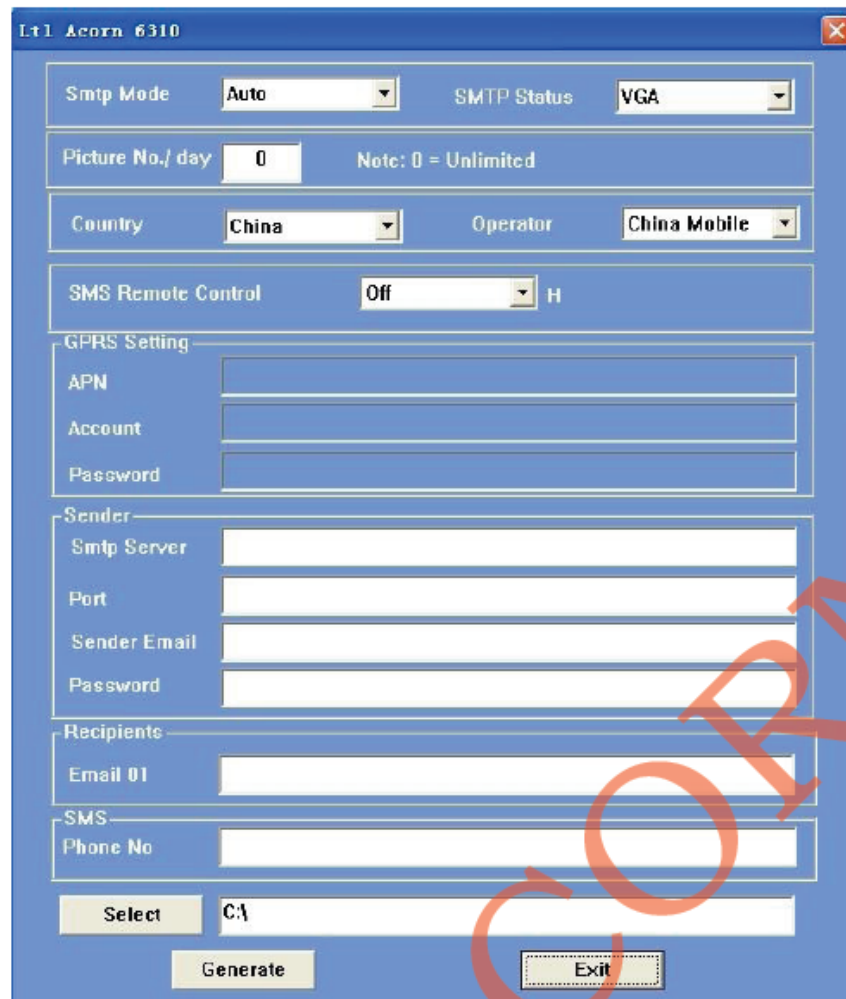 Ltl Acorn 6310
Smtp Mode Auto SMTP Status VGA
Picture No./ day 0 Note: 0 = Unlimited
Country China Operator China Mobile
SMS Remote Control Off H
GPRS Setting
APN
Account
Password
Sender
Smtp Server
Port
Sender Email
Password
Recipients
Email 01
SMS
Phone No
Select C:\
Generate Exit
CORN